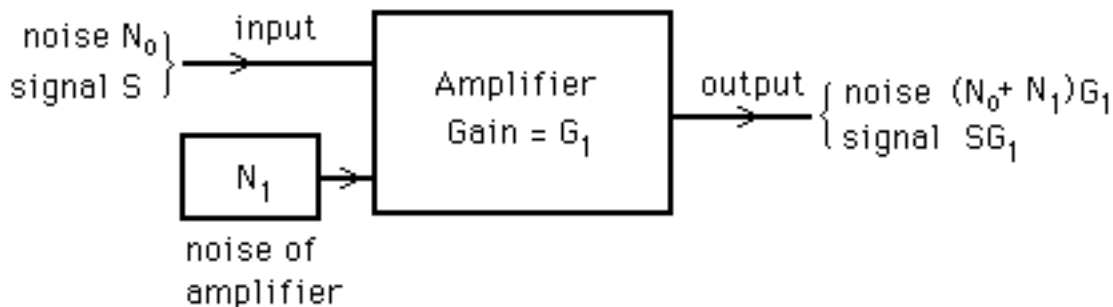 noise N₀
signal S
input
Amplifier
Gain = G₁
output
noise (N₀+ N₁)G₁
signal SG₁
N₁
noise of
amplifier